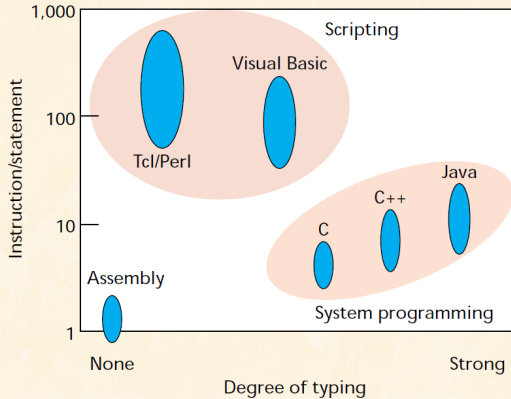 1,000
Scripting
Visual Basic
100
Tcl/Perl
Java
C++
10
C
Assembly
System programming
1
None
Strong
Degree of typing
Instruction/statement